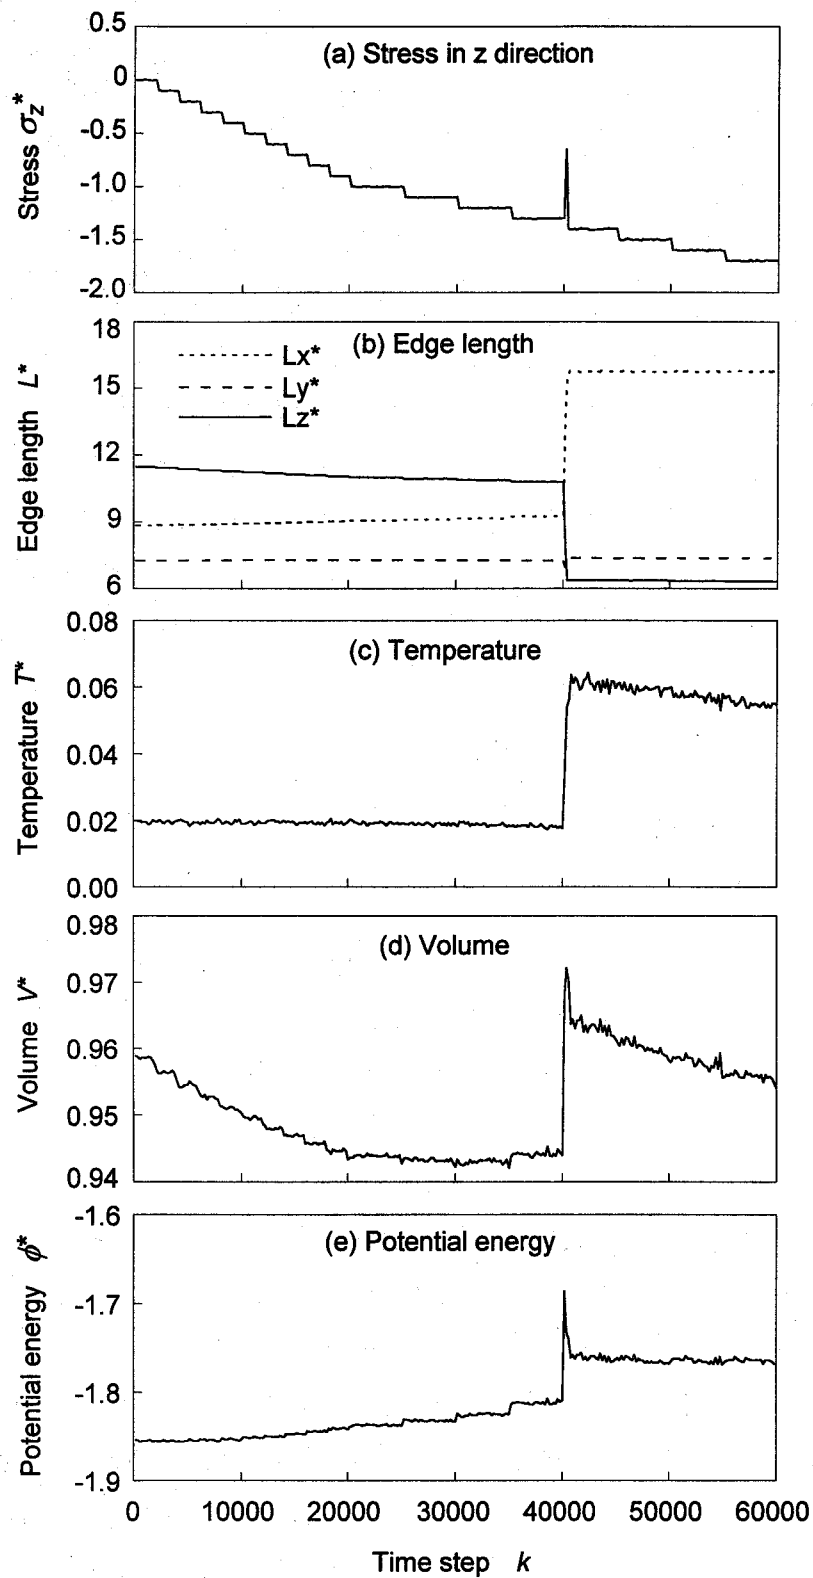 (a) Stress in z direction
Stress σz*
0.5
0
-0.5
-1.0
-1.5
-2.0
(b) Edge length
Edge length L*
Lx*
Ly*
Lz*
18
15
12
9
6
(c) Temperature
Temperature T*
0.08
0.06
0.04
0.02
0.00
(d) Volume
Volume V*
0.98
0.97
0.96
0.95
0.94
(e) Potential energy
Potential energy ϕ*
-1.6
-1.7
-1.8
-1.9
0 10000 20000 30000 40000 50000 60000
Time step k